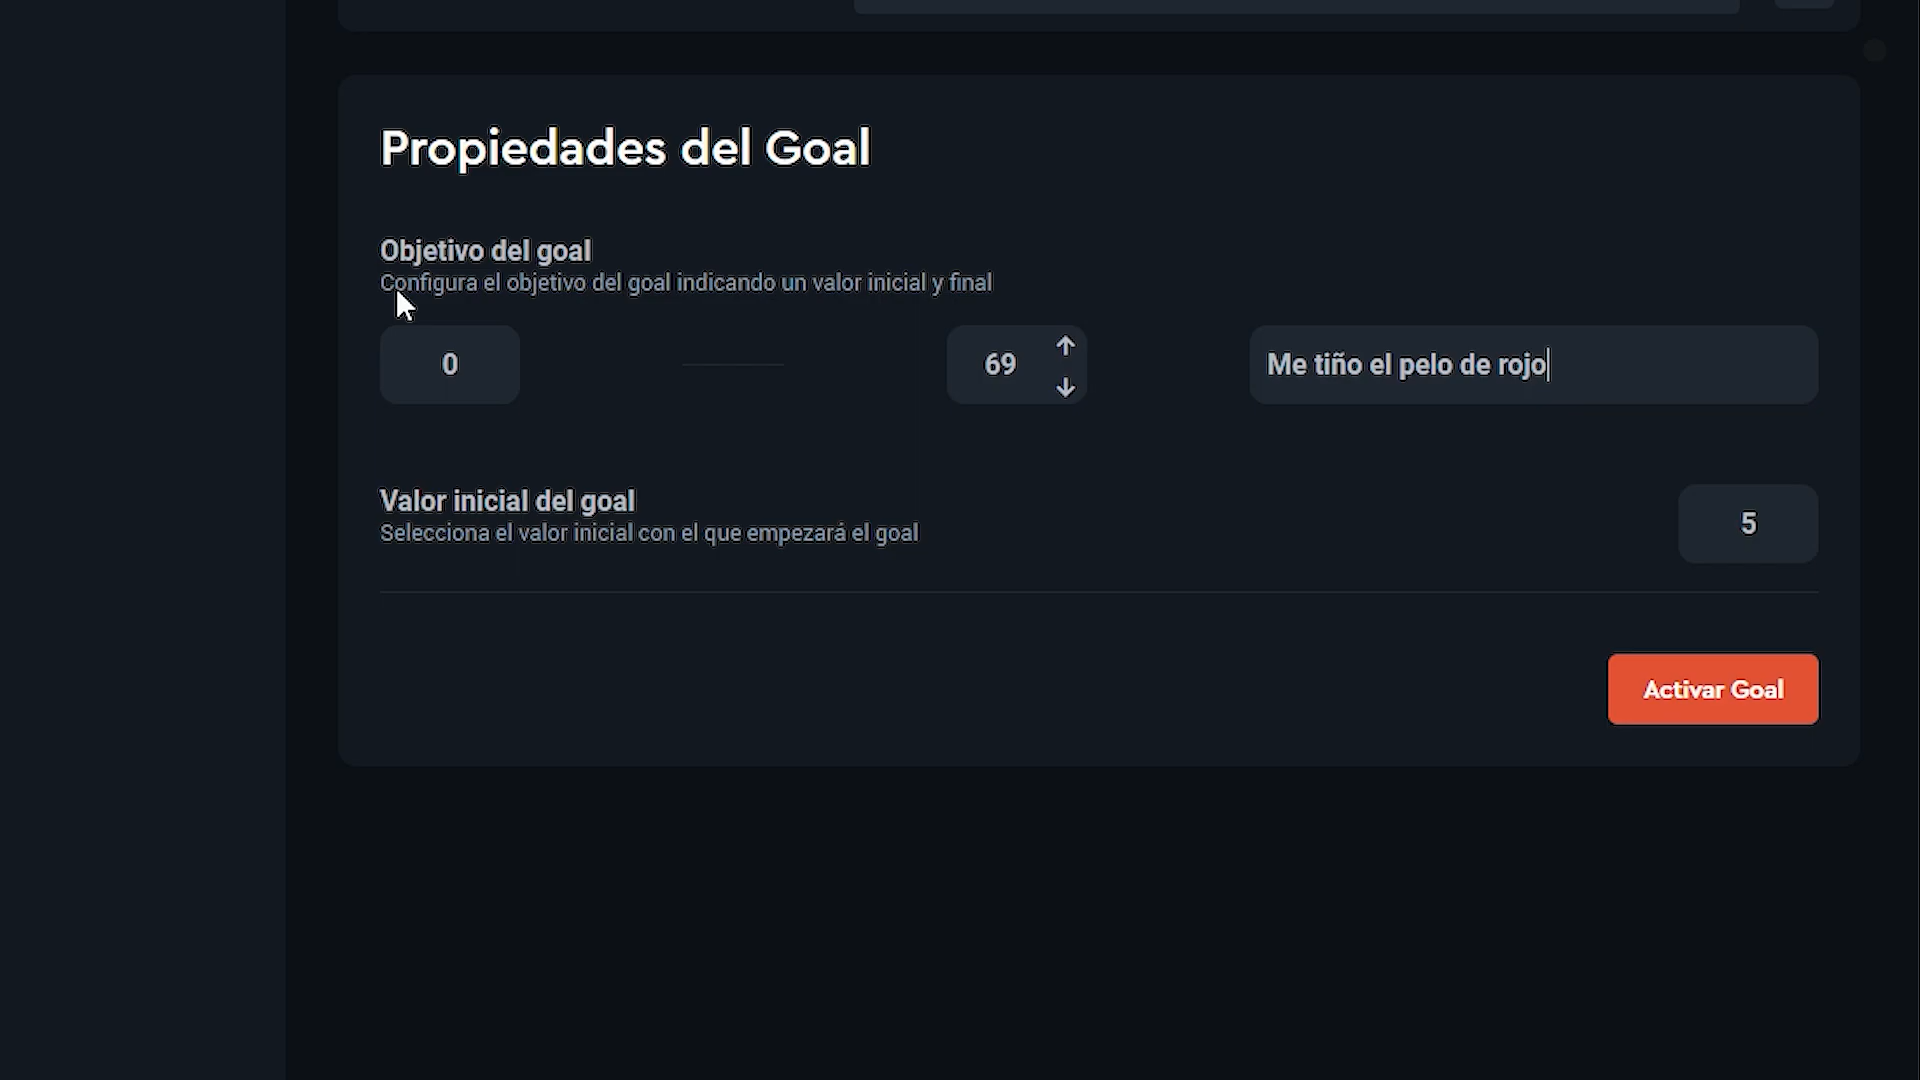 Propiedades del Goal
Objetivo del goal
Configura el objetivo del goal indicando un valor inicial y final
0
69
Me tiño el pelo de rojo
Valor inicial del goal
Selecciona el valor inicial con el que empezará el goal
5
Activar Goal